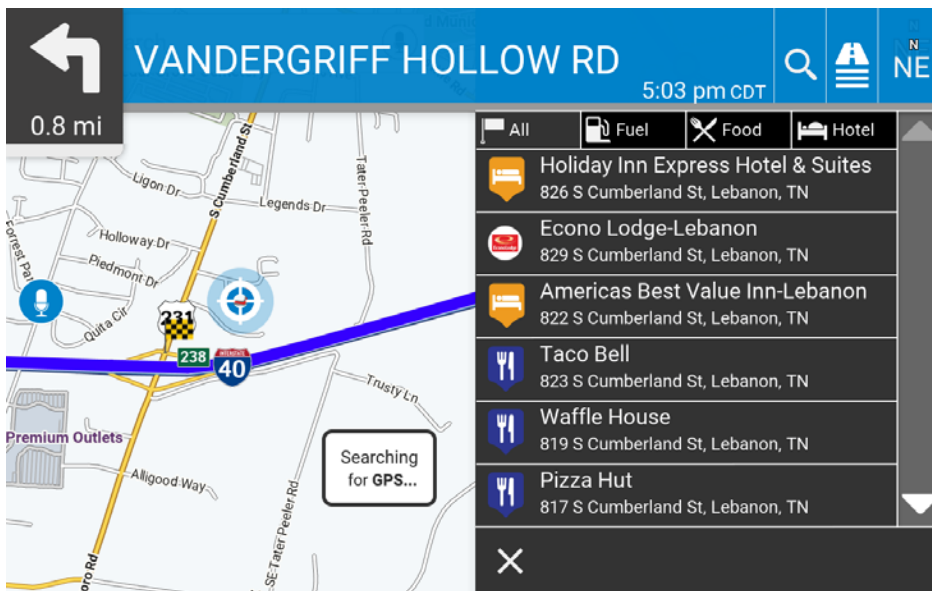 VANDERGRIFF HOLLOW RD
5:03 pm CDT
N
NE
0.8 mi
All
Fuel
Food
Hotel
Holiday Inn Express Hotel & Suites
826 S Cumberland St, Lebanon, TN
Econo Lodge-Lebanon
829 S Cumberland St, Lebanon, TN
Americas Best Value Inn-Lebanon
822 S Cumberland St, Lebanon, TN
Taco Bell
823 S Cumberland St, Lebanon, TN
Waffle House
819 S Cumberland St, Lebanon, TN
Pizza Hut
817 S Cumberland St, Lebanon, TN
S Cumberland St
Ligon Dr
Legends Dr
Tater Peeler Rd
Holloway Dr
Forrest Pa
Piedmont Dr
Quita Cir
231
238
INTERSTATE
40
Trusty Ln
Premium Outlets
Searching
for GPS...
Alligood Way
SE Tater Peeler Rd
oro Rd